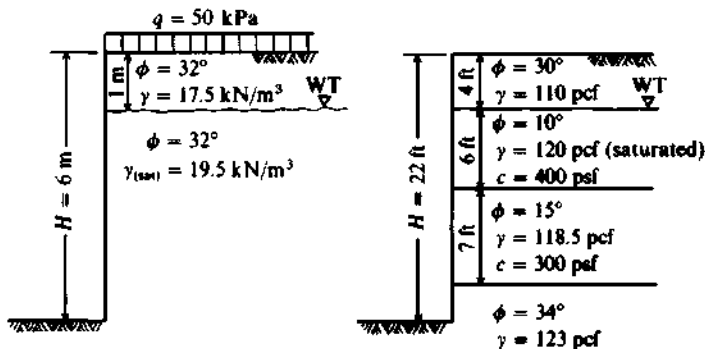 q = 50 kPa
1 m
ϕ = 32°
γ = 17.5 kN/m³
WT
ϕ = 32°
γ(sat) = 19.5 kN/m³
H = 6 m
4 ft
ϕ = 30°
γ = 110 pcf
WT
6 ft
ϕ = 10°
γ = 120 pcf (saturated)
c = 400 psf
H = 22 ft
7 ft
ϕ = 15°
γ = 118.5 pcf
c = 300 psf
ϕ = 34°
γ = 123 pcf